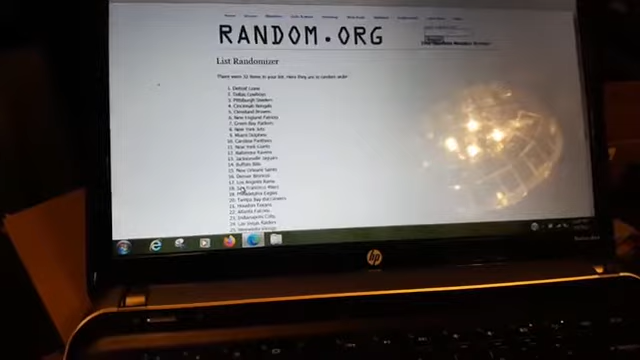 RANDOM.ORG
List Randomizer
There were 32 items in your list. Here they are in random order:
1. Detroit Lions
2. Dallas Cowboys
3. Pittsburgh Steelers
4. Cincinnati Bengals
5. Cleveland Browns
6. New England Patriots
7. Green Bay Packers
8. New York Jets
9. Miami Dolphins
10. Carolina Panthers
11. New York Giants
12. Baltimore Ravens
13. Jacksonville Jaguars
14. Buffalo Bills
15. New Orleans Saints
16. Denver Broncos
17. Los Angeles Rams
18. San Francisco 49ers
19. Philadelphia Eagles
20. Tampa Bay Buccaneers
21. Houston Texans
22. Atlanta Falcons
23. Indianapolis Colts
24. Las Vegas Raiders
25. Minnesota Vikings
hp